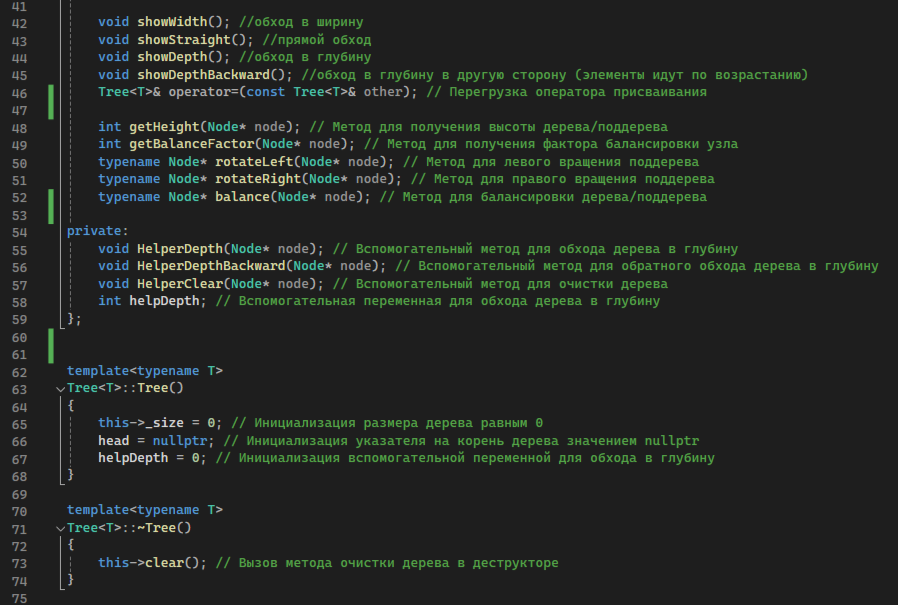 41
42 void showWidth(); //обход в ширину
43 void showStraight(); //прямой обход
44 void showDepth(); //обход в глубину
45 void showDepthBackward(); //обход в глубину в другую сторону (элементы идут по возрастанию)
46 Tree<T>& operator=(const Tree<T>& other); // Перегрузка оператора присваивания
47
48 int getHeight(Node* node); // Метод для получения высоты дерева/поддерева
49 int getBalanceFactor(Node* node); // Метод для получения фактора балансировки узла
50 typename Node* rotateLeft(Node* node); // Метод для левого вращения поддерева
51 typename Node* rotateRight(Node* node); // Метод для правого вращения поддерева
52 typename Node* balance(Node* node); // Метод для балансировки дерева/поддерева
53
54 private:
55 void HelperDepth(Node* node); // Вспомогательный метод для обхода дерева в глубину
56 void HelperDepthBackward(Node* node); // Вспомогательный метод для обратного обхода дерева в глубину
57 void HelperClear(Node* node); // Вспомогательный метод для очистки дерева
58 int helpDepth; // Вспомогательная переменная для обхода дерева в глубину
59 };
60
61
62 template<typename T>
63 Tree<T>::Tree()
64 {
65 this->_size = 0; // Инициализация размера дерева равным 0
66 head = nullptr; // Инициализация указателя на корень дерева значением nullptr
67 helpDepth = 0; // Инициализация вспомогательной переменной для обхода в глубину
68 }
69
70 template<typename T>
71 Tree<T>::~Tree()
72 {
73 this->clear(); // Вызов метода очистки дерева в деструкторе
74 }
75